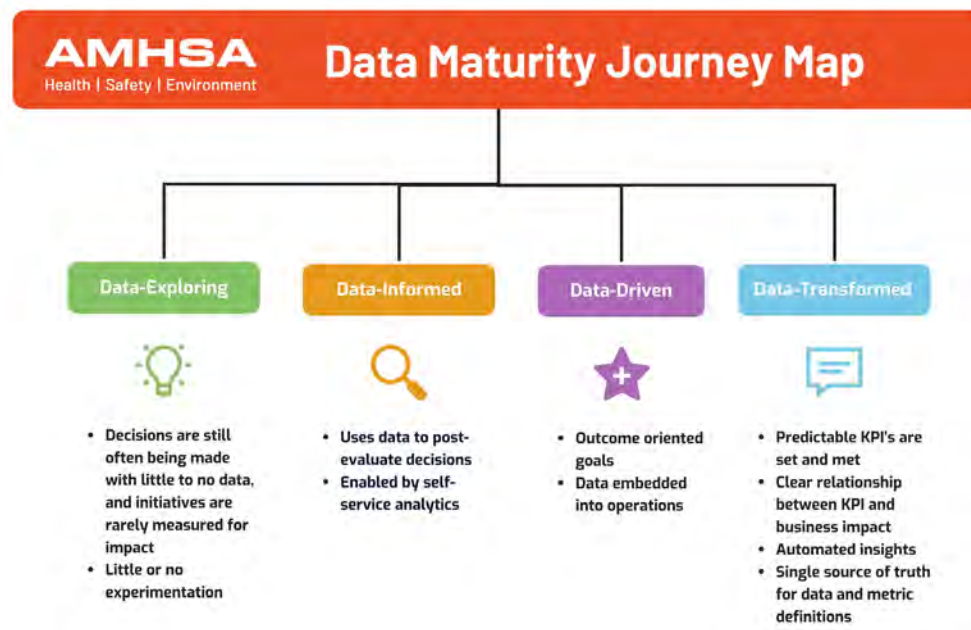 AMHSA
Health | Safety | Environment
Data Maturity Journey Map
Data-Exploring
• Decisions are still
often being made
with little to no data,
and initiatives are
rarely measured for
impact
• Little or no
experimentation
Data-Informed
• Uses data to post-
evaluate decisions
• Enabled by self-
service analytics
Data-Driven
+
• Outcome oriented
goals
• Data embedded
into operations
Data-Transformed
• Predictable KPI's are
set and met
• Clear relationship
between KPI and
business impact
• Automated insights
• Single source of truth
for data and metric
definitions